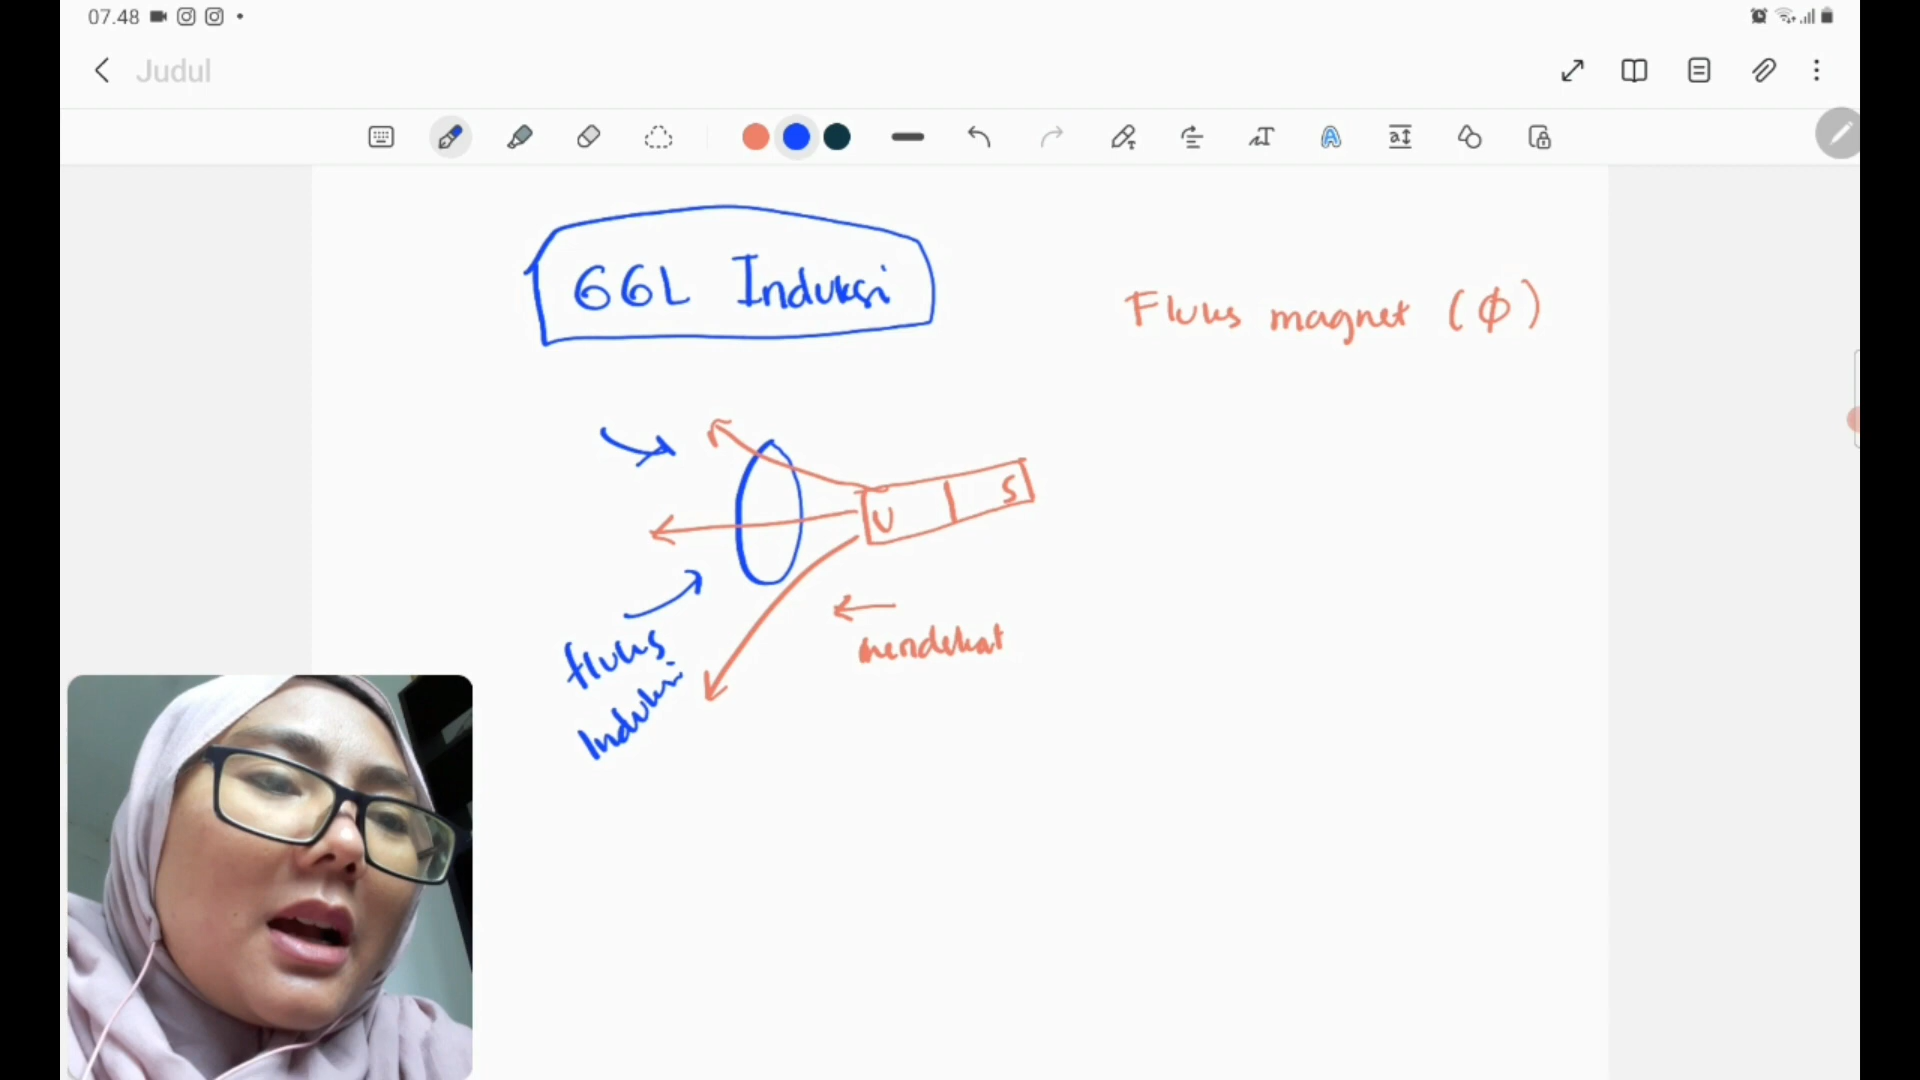 07.48
Judul
GGL Induksi
Fluks magnet (Φ)
U S
mendekat
fluks
Induksi